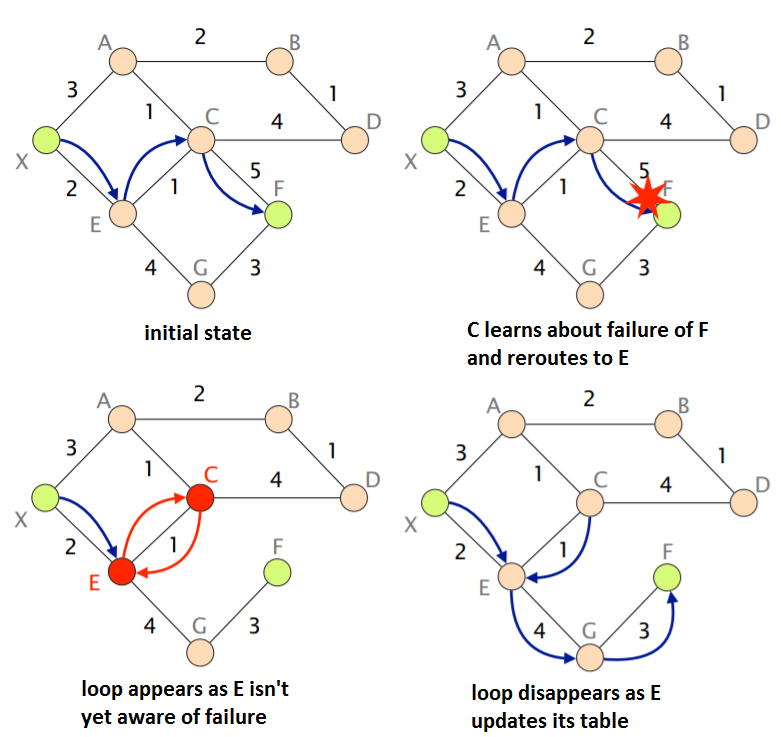 A 2 B
3 1 1
C 4 D
X 2 1 5 F
E 4 G 3
initial state
A 2 B
3 1 1
C 4 D
X 2 1 5 F
E 4 G 3
C learns about failure of F
and reroutes to E
A 2 B
3 1 1
C 4 D
X 2 1 F
E 4 G 3
loop appears as E isn't
yet aware of failure
A 2 B
3 1 1
C 4 D
X 2 1 F
E 4 G 3
loop disappears as E
updates its table